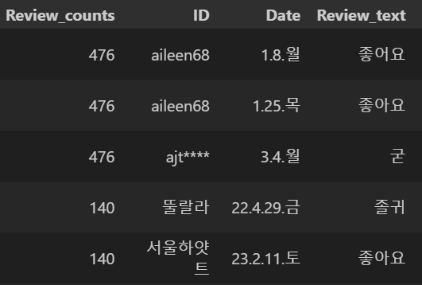 Review_counts ID Date Review_text
476 aileen68 1.8.월 좋어요
476 aileen68 1.25.목 좋아요
476 ajt**** 3.4.월 굳
140 뚤랄라 22.4.29.금 졸귀
140 서울하얏트 23.2.11.토 좋아요